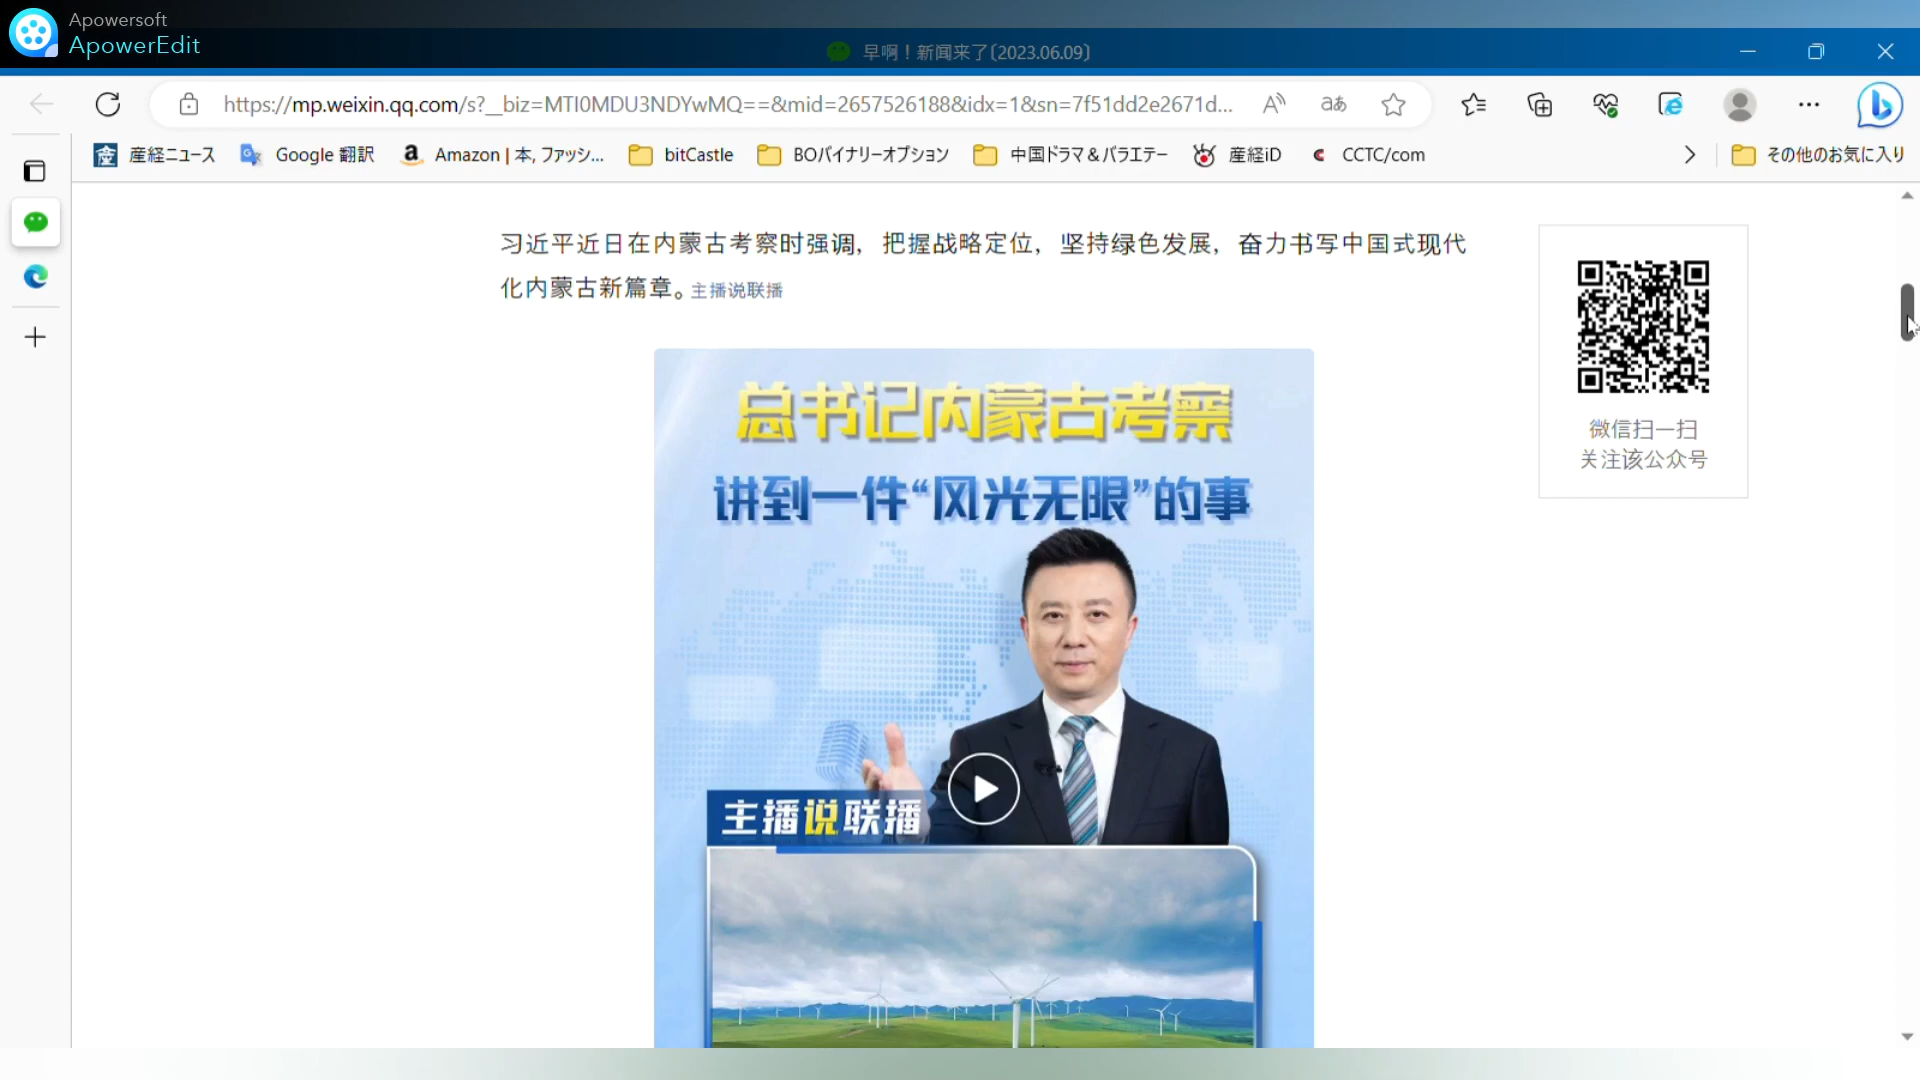 Apowersoft
ApowerEdit
早啊！新闻来了〔2023.06.09〕
https://mp.weixin.qq.com/s?__biz=MTI0MDU3NDYwMQ==&mid=2657526188&idx=1&sn=7f51dd2e2671d...
産経ニュース
Google 翻訳
Amazon | 本, ファッシ...
bitCastle
BOバイナリーオプション
中国ドラマ＆バラエテー
産経iD
CCTC/com
その他のお気に入り
习近平近日在内蒙古考察时强调，把握战略定位，坚持绿色发展，奋力书写中国式现代
化内蒙古新篇章。主播说联播
总书记内蒙古考察
讲到一件“风光无限”的事
主播说联播
微信扫一扫
关注该公众号